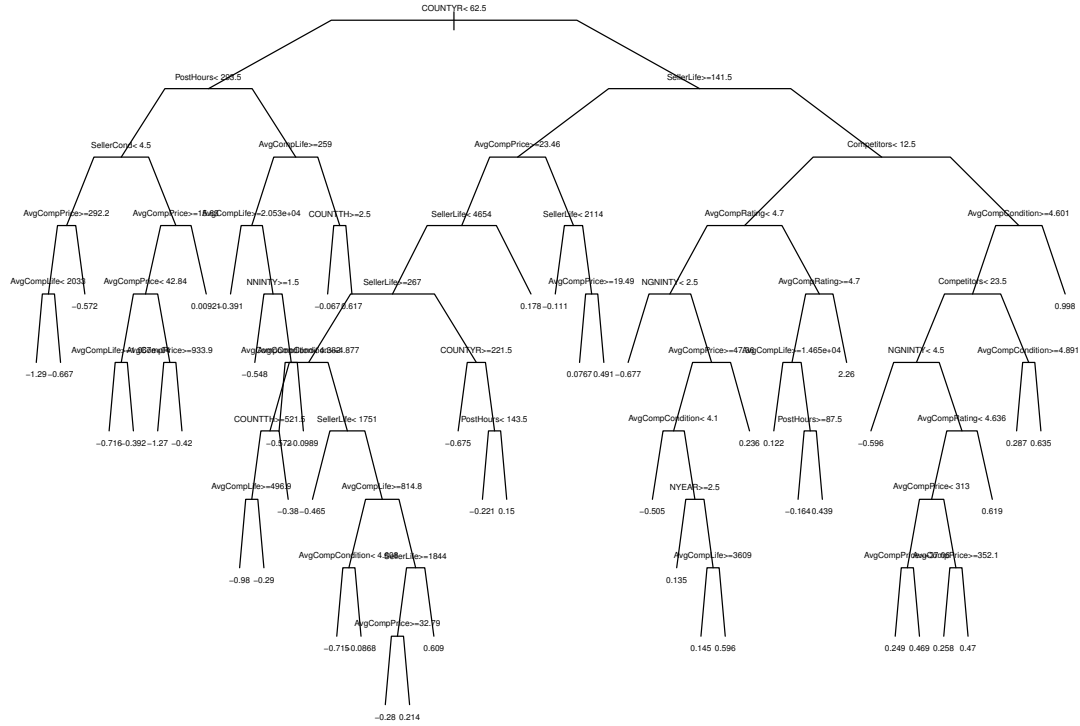 COUNTYR< 62.5
PostHours< 293.5
SellerLife>=141.5
SellerCond< 4.5
AvgCompLife>=259
AvgCompPrice>=23.46
Competitors< 12.5
AvgCompPrice>=292.2
COUNTTH>=2.5
SellerLife< 4654
SellerLife< 2114
AvgCompRating< 4.7
AvgCompCondition>=4.601
AvgCompLife< 2033
−0.572
AvgCompPrice< 42.84
0.00921
−0.391
NNINTY>=1.5
−0.067
0.617
SellerLife>=267
0.178
−0.111
AvgCompPrice>=19.49
NGNINTY< 2.5
AvgCompRating>=4.7
Competitors< 23.5
0.998
−1.29
−0.667
−0.548
COUNTYR>=221.5
0.0767
0.491
−0.677
2.26
NGNINTY< 4.5
AvgCompCondition>=4.891
−0.716
−0.392
−1.27
−0.42
COUNTTH>=521.5
−0.572
−0.0989
SellerLife< 1751
−0.675
PostHours< 143.5
AvgCompCondition< 4.1
0.236
0.122
PostHours>=87.5
−0.596
AvgCompRating< 4.636
0.287
0.635
AvgCompLife>=496.9
−0.38
−0.465
AvgCompLife>=814.8
−0.221
0.15
−0.505
NYEAR>=2.5
−0.164
0.439
AvgCompPrice< 313
0.619
−0.98
−0.29
SellerLife>=1844
0.135
AvgCompLife>=3609
AvgCompPrice>=352.1
−0.715
−0.0868
AvgCompPrice>=32.79
0.609
0.145
0.596
0.249
0.469
0.258
0.47
−0.28
0.214